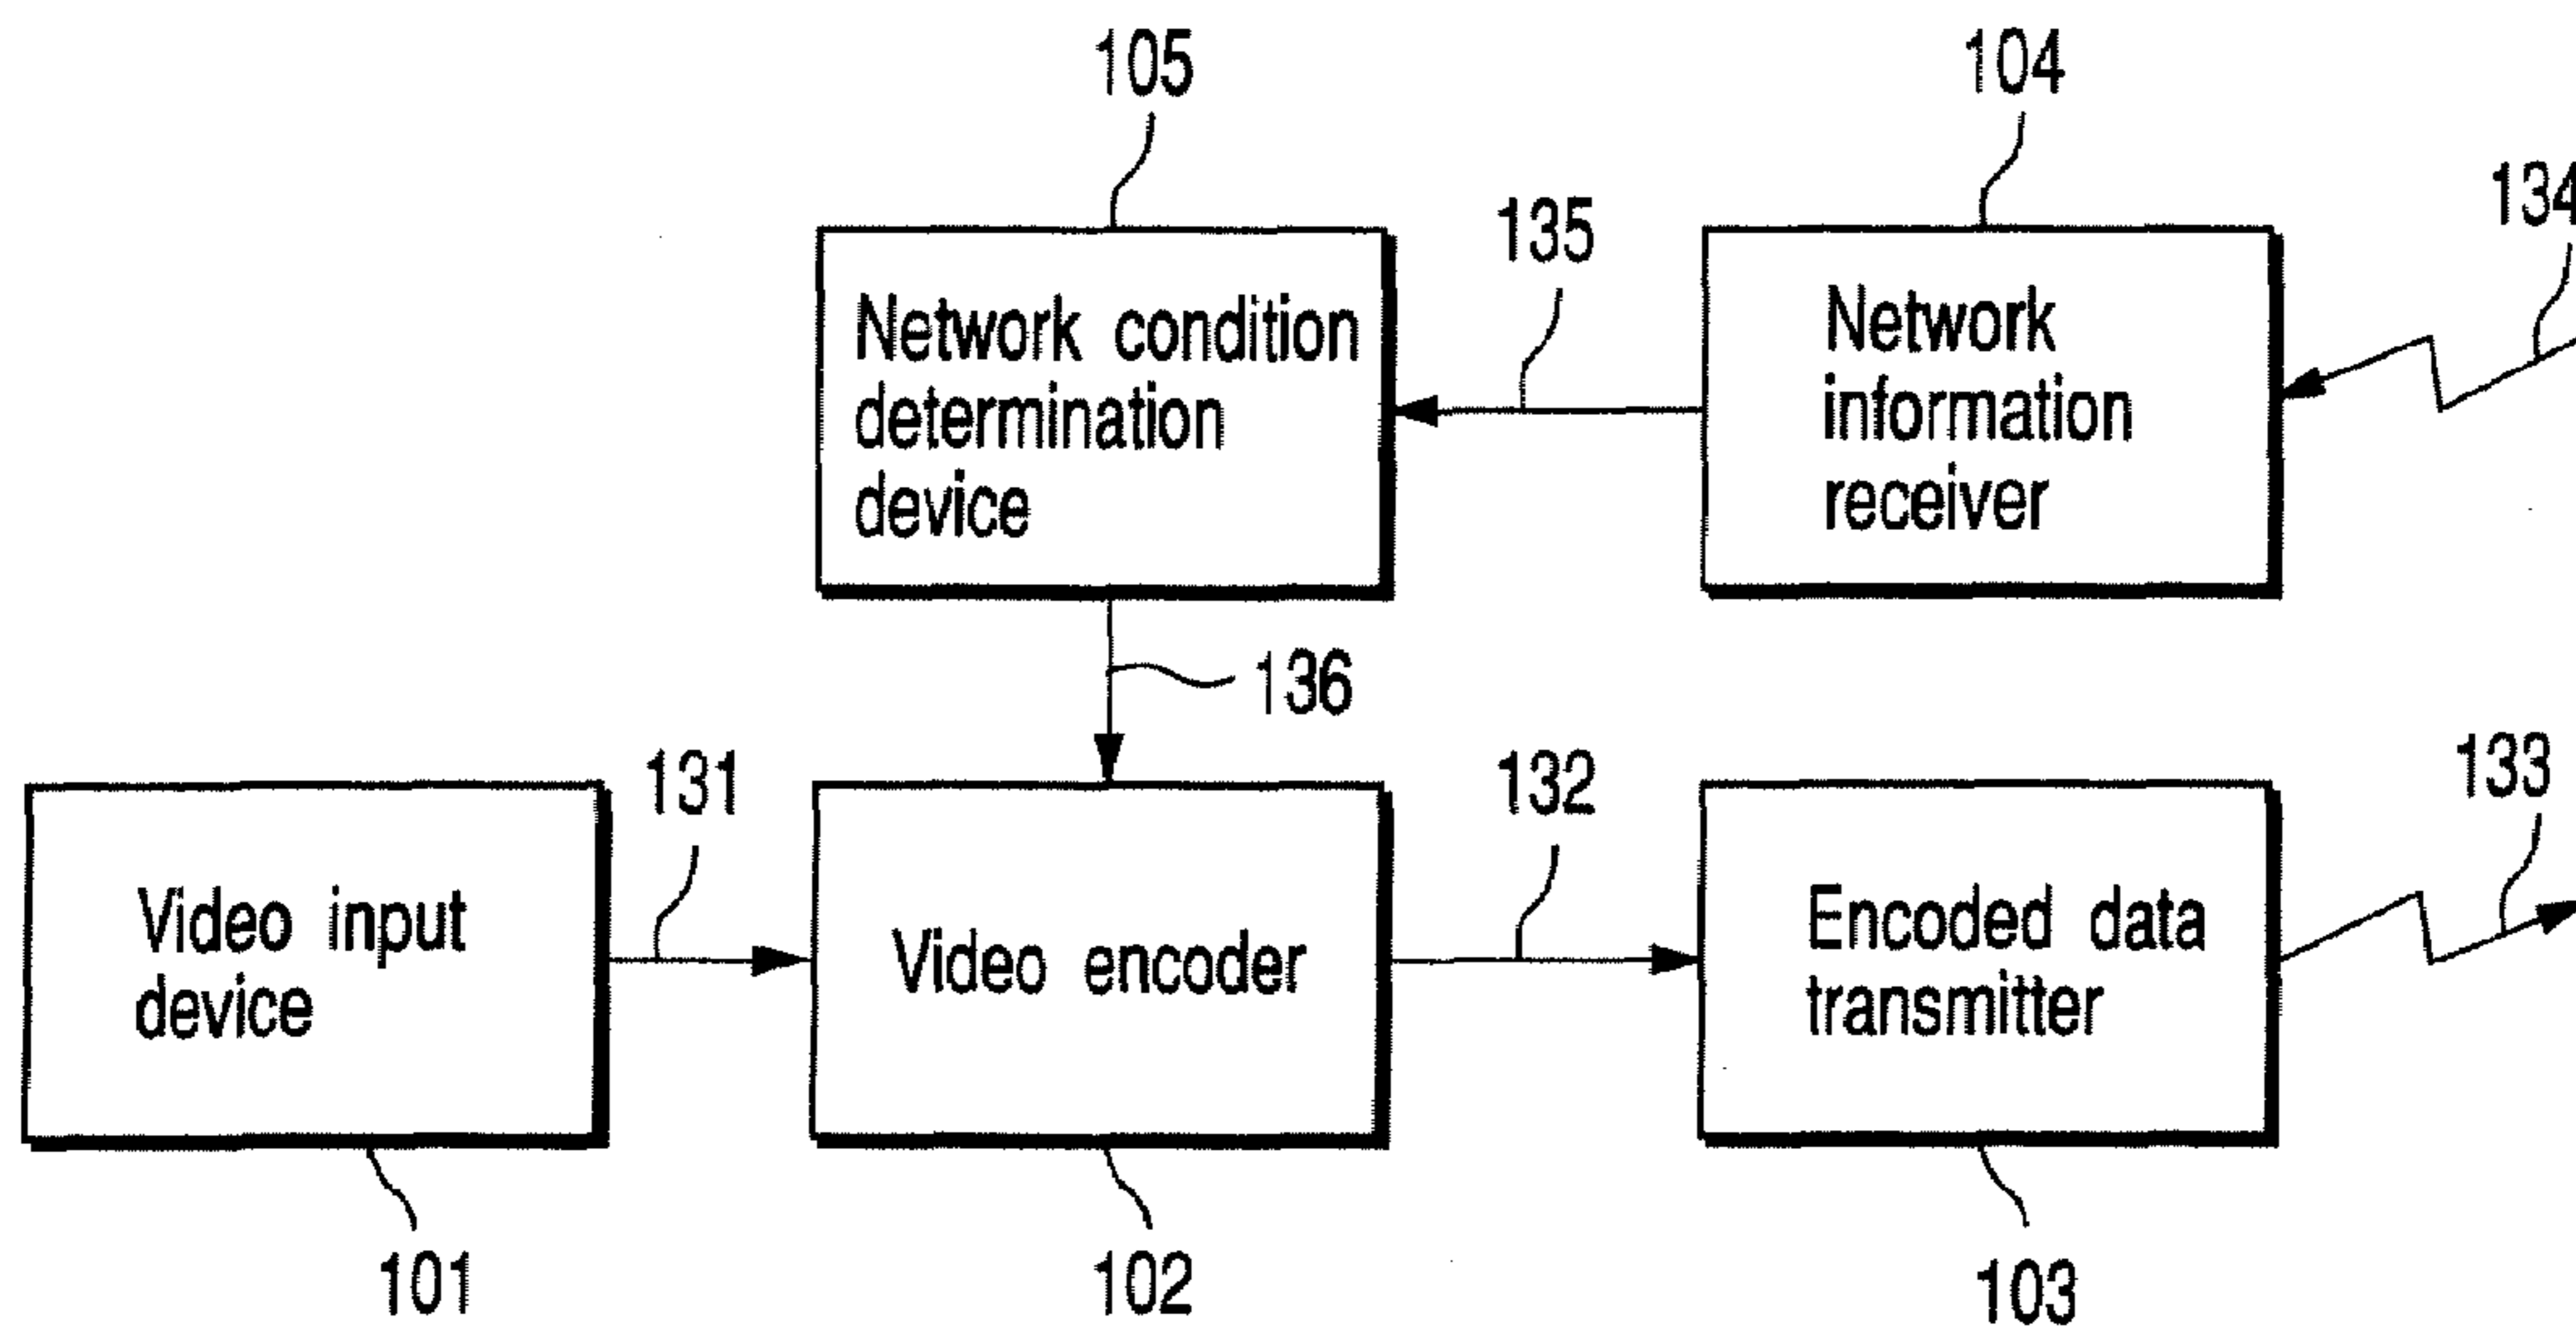 105
104
134
135
Network condition
determination
device
Network
information
receiver
136
131
132
133
Video input
device
Video encoder
Encoded data
transmitter
101
102
103